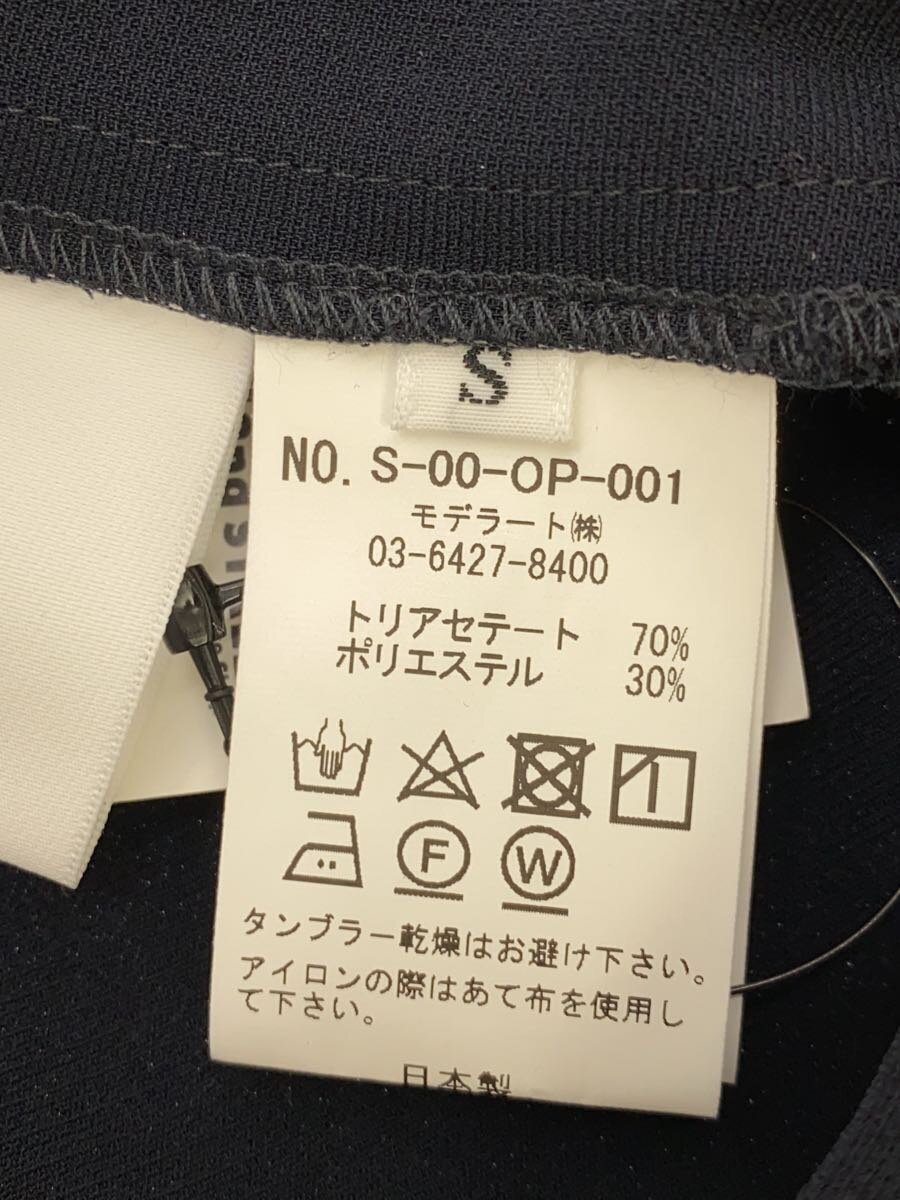 S
NO. S-00-OP-001
モデラート㈱
03-6427-8400
トリアセテート 70%
ポリエステル 30%
F W
タンブラー乾燥はお避け下さい。
アイロンの際はあて布を使用し
て下さい。
日本製